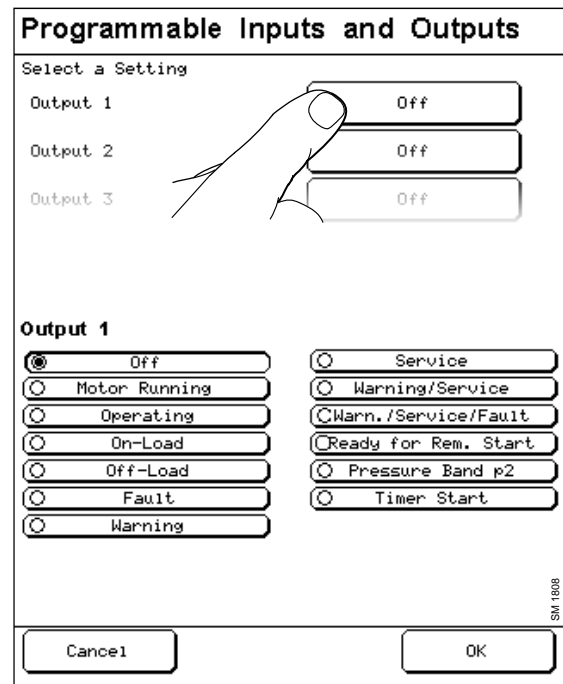 Programmable Inputs and Outputs
Select a Setting
Output 1
Off
Output 2
Off
Output 3
Off
Output 1
Off
Motor Running
Operating
On-Load
Off-Load
Fault
Warning
Service
Warning/Service
Warn./Service/Fault
Ready for Rem. Start
Pressure Band p2
Timer Start
SM 1808
Cancel
OK